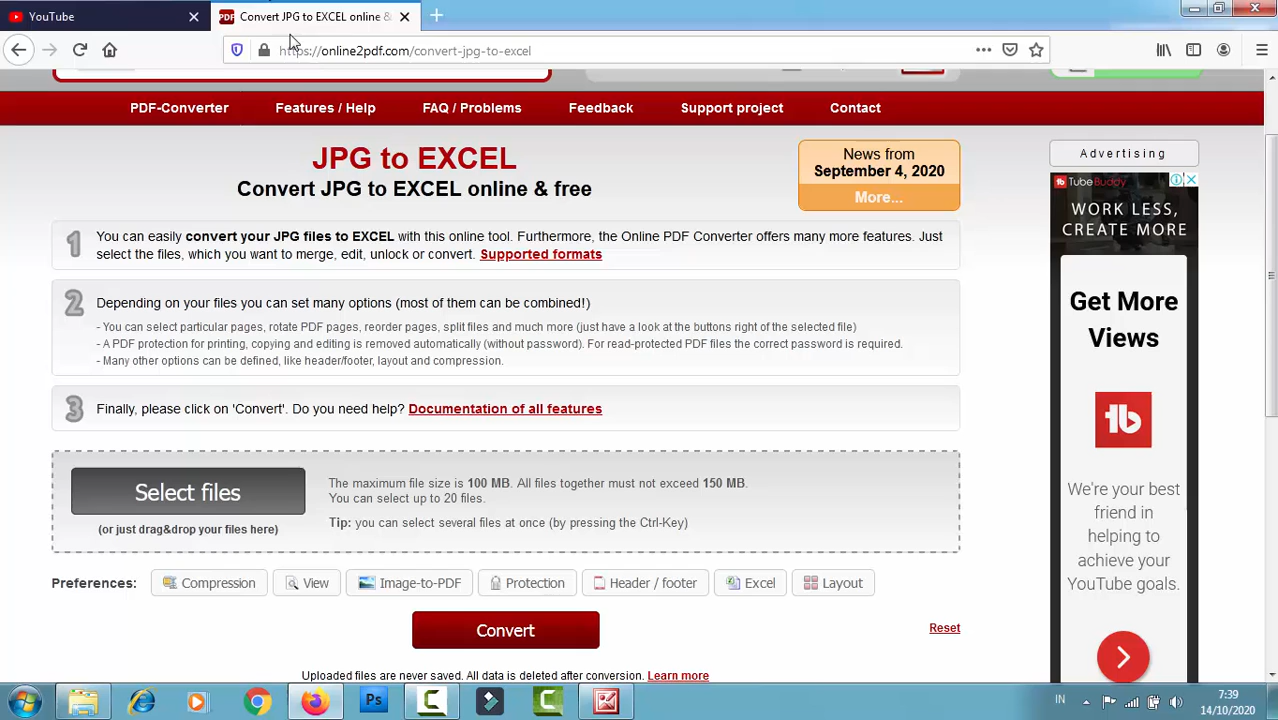 YouTube
PDF Convert JPG to EXCEL online &
https://online2pdf.com/convert-jpg-to-excel
PDF-Converter Features / Help FAQ / Problems Feedback Support project Contact
JPG to EXCEL
Convert JPG to EXCEL online & free
News from
September 4, 2020
More...
Advertising
1 You can easily convert your JPG files to EXCEL with this online tool. Furthermore, the Online PDF Converter offers many more features. Just
select the files, which you want to merge, edit, unlock or convert. Supported formats
2 Depending on your files you can set many options (most of them can be combined!)
- You can select particular pages, rotate PDF pages, reorder pages, split files and much more (just have a look at the buttons right of the selected file)
- A PDF protection for printing, copying and editing is removed automatically (without password). For read-protected PDF files the correct password is required.
- Many other options can be defined, like header/footer, layout and compression.
3 Finally, please click on 'Convert'. Do you need help? Documentation of all features
Select files
(or just drag&drop your files here)
The maximum file size is 100 MB. All files together must not exceed 150 MB.
You can select up to 20 files.
Tip: you can select several files at once (by pressing the Ctrl-Key)
Preferences: Compression View Image-to-PDF Protection Header / footer Excel Layout
Convert
Reset
Uploaded files are never saved. All data is deleted after conversion. Learn more
TubeBuddy
WORK LESS,
CREATE MORE
Get More
Views
tb
We're your best
friend in
helping to
achieve your
YouTube goals.
Ps
IN
7:39
14/10/2020